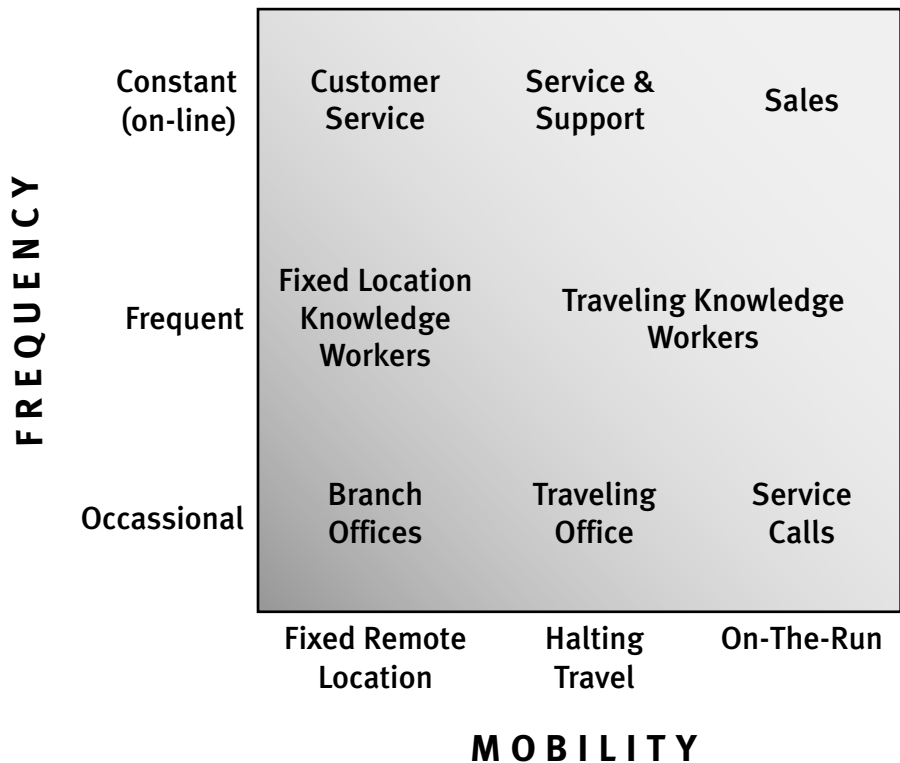 FREQUENCY
Constant
(on-line)
Customer
Service
Service &
Support
Sales
Frequent
Fixed Location
Knowledge
Workers
Traveling Knowledge
Workers
Occassional
Branch
Offices
Traveling
Office
Service
Calls
Fixed Remote
Location
Halting
Travel
On-The-Run
MOBILITY